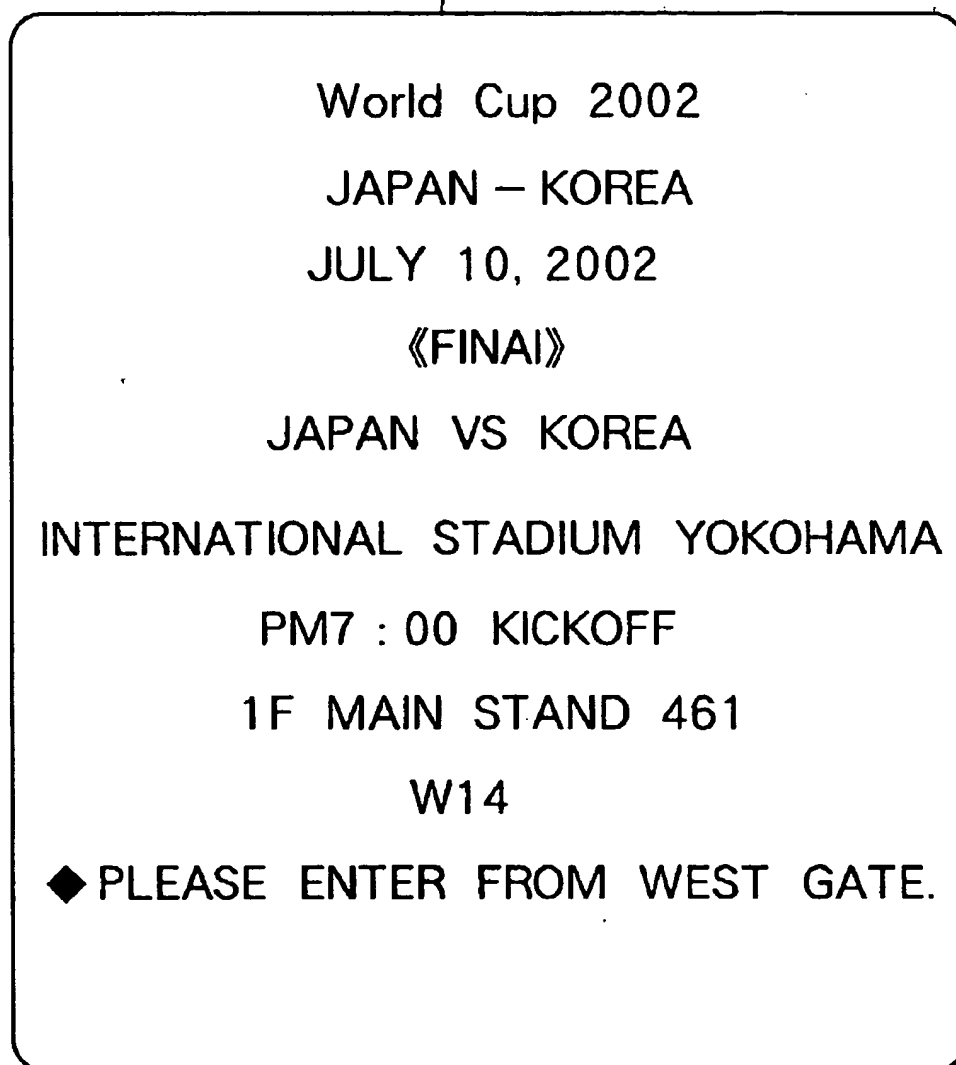 World Cup 2002
JAPAN – KOREA
JULY 10, 2002
《FINAI》
JAPAN VS KOREA
INTERNATIONAL STADIUM YOKOHAMA
PM7 : 00 KICKOFF
1F MAIN STAND 461
W14
◆PLEASE ENTER FROM WEST GATE.